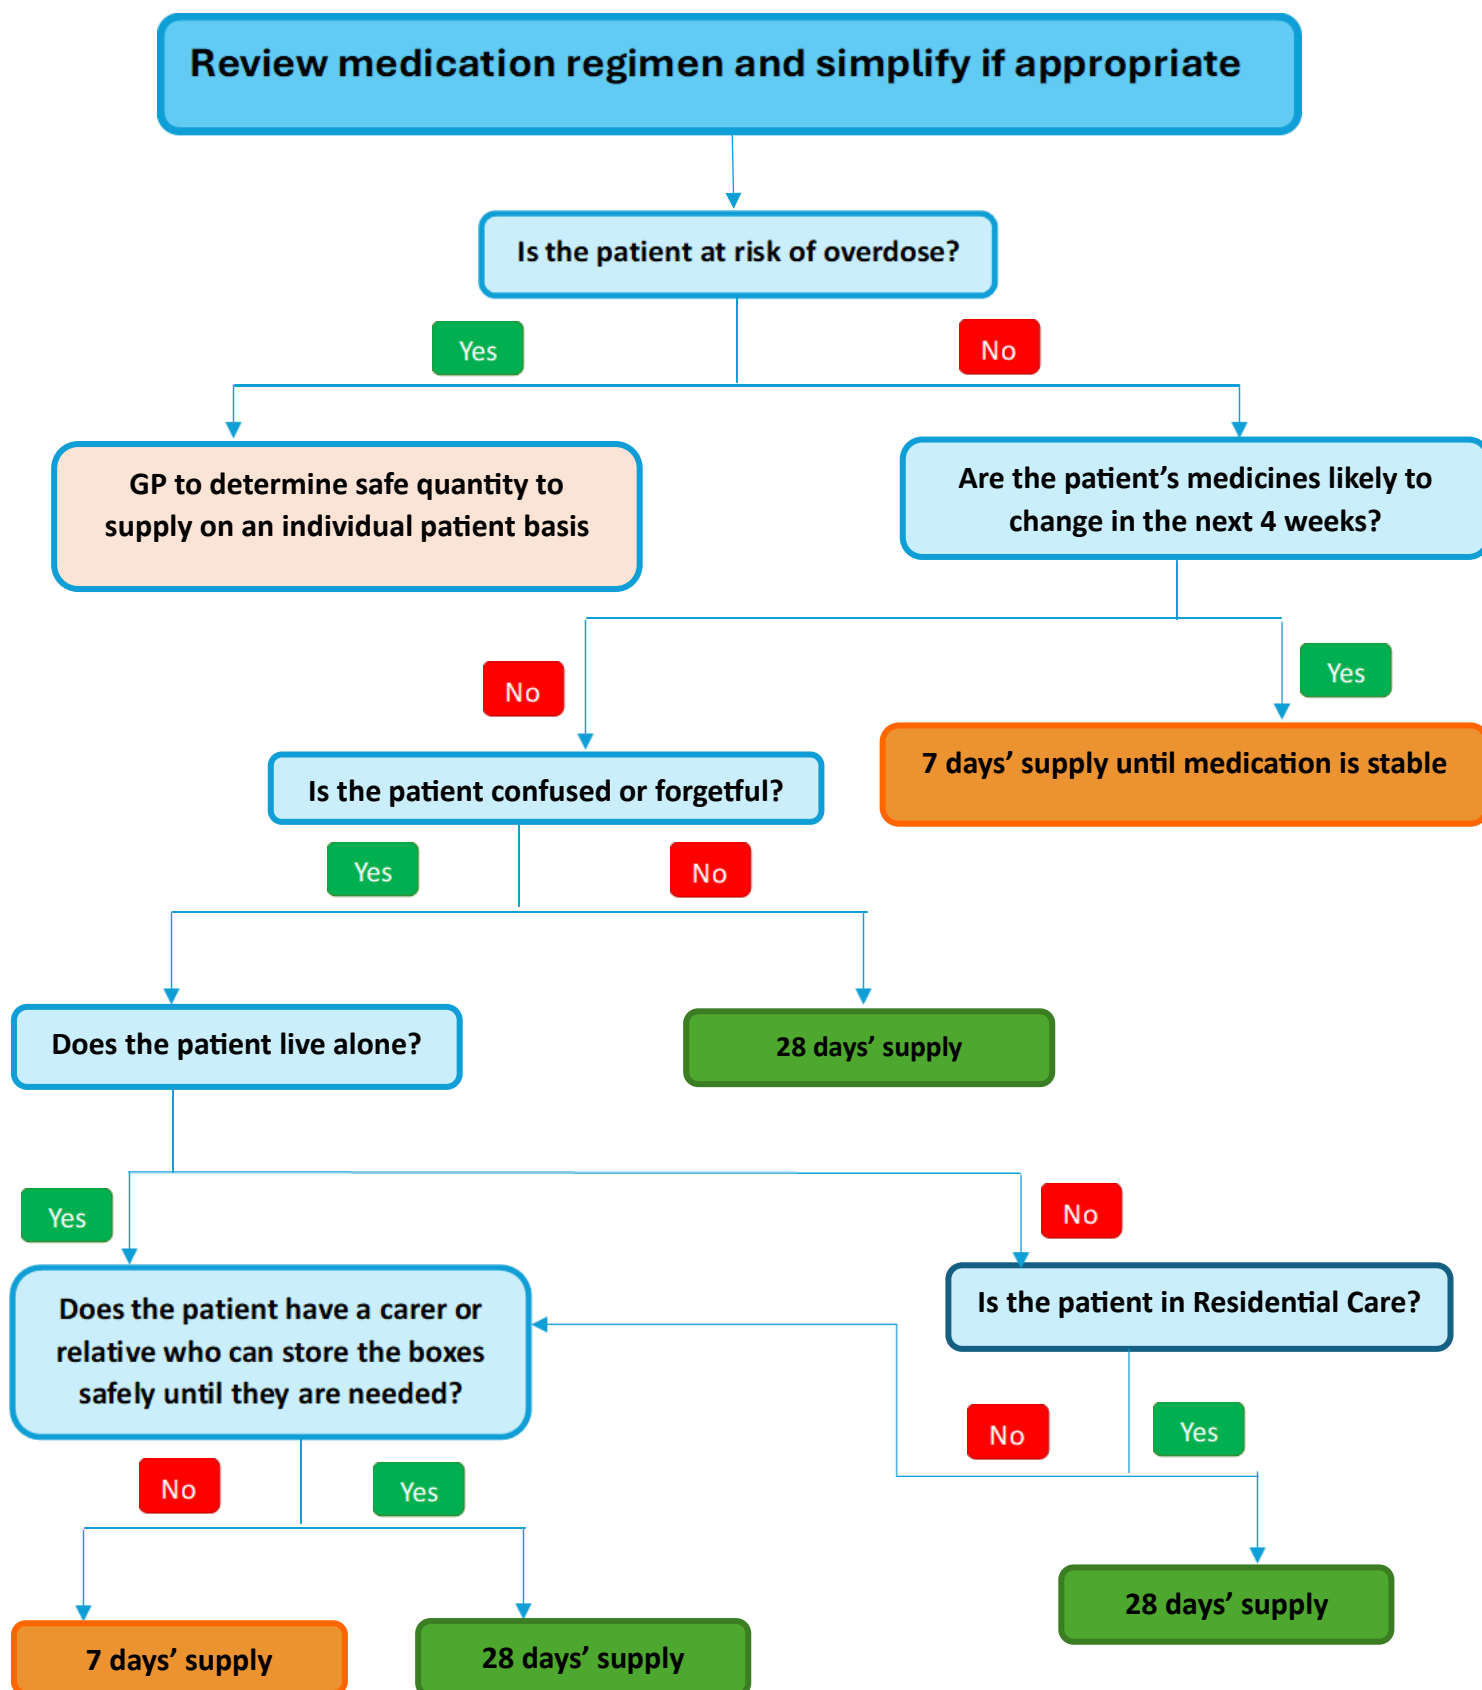 Review medication regimen and simplify if appropriate
Is the patient at risk of overdose?
Yes
No
GP to determine safe quantity to
supply on an individual patient basis
Are the patient’s medicines likely to
change in the next 4 weeks?
No
Yes
7 days’ supply until medication is stable
Is the patient confused or forgetful?
Yes
No
Does the patient live alone?
28 days’ supply
Yes
No
Does the patient have a carer or
relative who can store the boxes
safely until they are needed?
Is the patient in Residential Care?
No
Yes
No
Yes
28 days’ supply
7 days’ supply
28 days’ supply